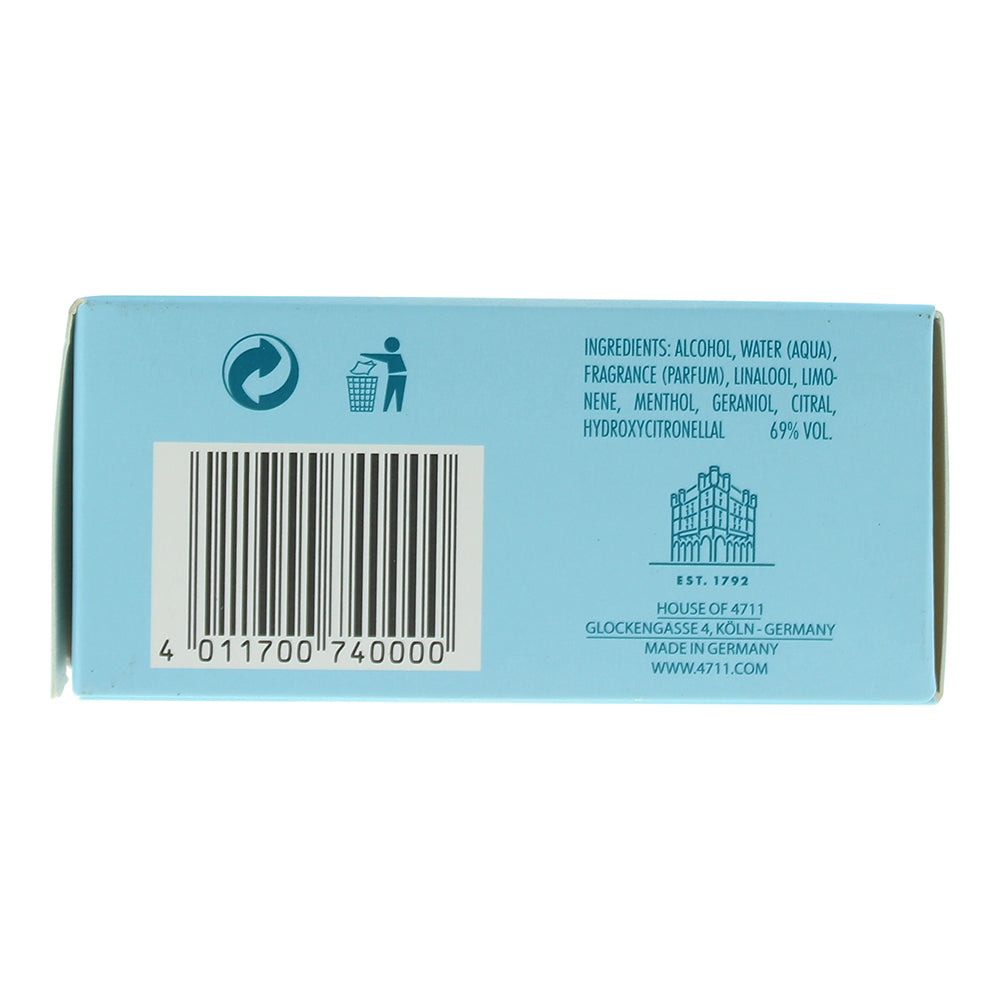 INGREDIENTS: ALCOHOL, WATER (AQUA),
FRAGRANCE (PARFUM), LINALOOL, LIMO-
NENE, MENTHOL, GERANIOL, CITRAL,
HYDROXYCITRONELLAL 69% VOL.
EST. 1792
HOUSE OF 4711
GLOCKENGASSE 4, KÖLN - GERMANY
MADE IN GERMANY
WWW.4711.COM
4 011700 740000